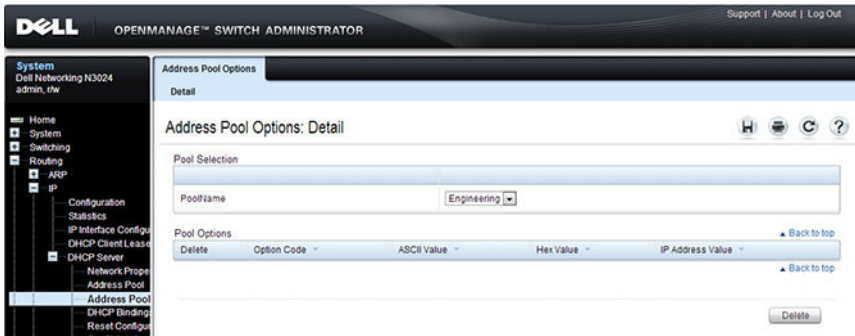 Support | About | Log Out
DELL OPENMANAGE™ SWITCH ADMINISTRATOR
System
Dell Networking N3024
admin, r/w
Home
System
Switching
Routing
ARP
IP
Configuration
Statistics
IP Interface Configu
DHCP Client Lease
DHCP Server
Network Prope
Address Pool
Address Pool
DHCP Binding
Reset Configur
Address Pool Options
Detail
Address Pool Options: Detail
Pool Selection
PoolName Engineering
Pool Options Back to top
Delete Option Code ASCII Value Hex Value IP Address Value
Back to top
Delete